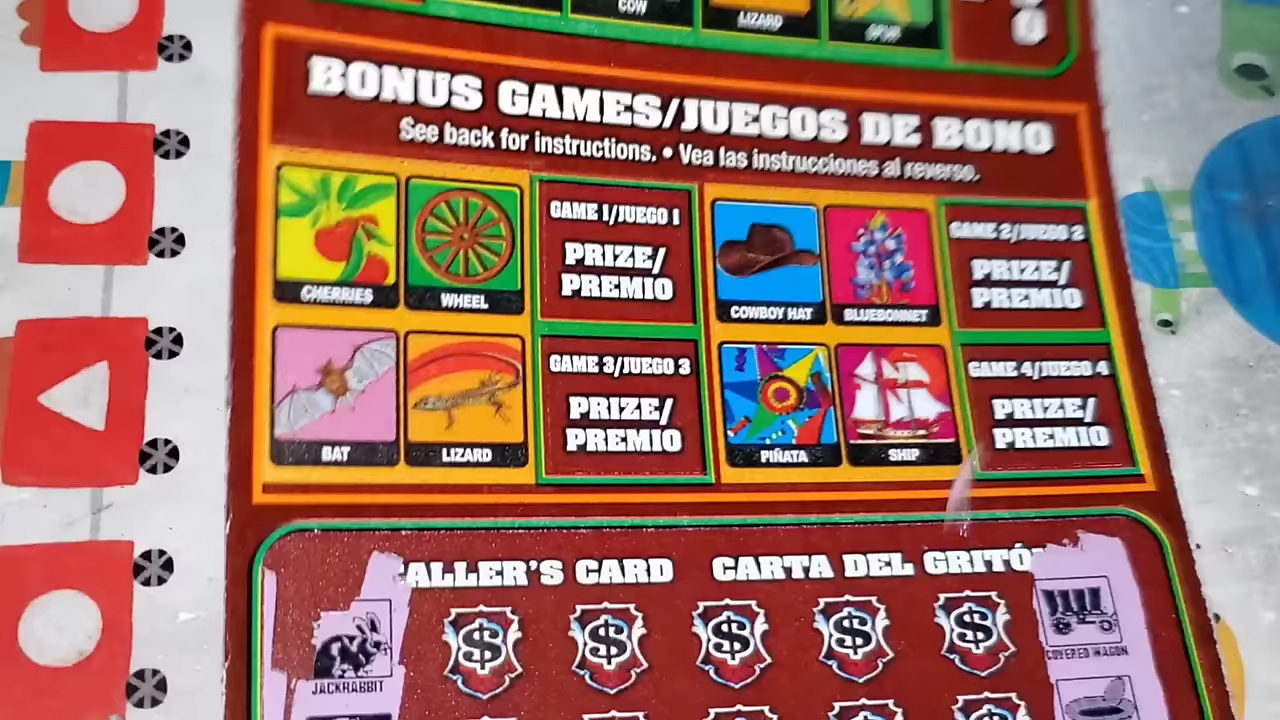 COW
LIZARD
BONUS GAMES/JUEGOS DE BONO
See back for instructions. • Vea las instrucciones al reverso.
CHERRIES
WHEEL
GAME 1/JUEGO 1
PRIZE/
PREMIO
COWBOY HAT
BLUEBONNET
GAME 2/JUEGO 2
PRIZE/
PREMIO
BAT
LIZARD
GAME 3/JUEGO 3
PRIZE/
PREMIO
PIÑATA
SHIP
GAME 4/JUEGO 4
PRIZE/
PREMIO
ALLER'S CARD CARTA DEL GRITÓ
$ $ $ $ $
JACKRABBIT
COVERED WAGON